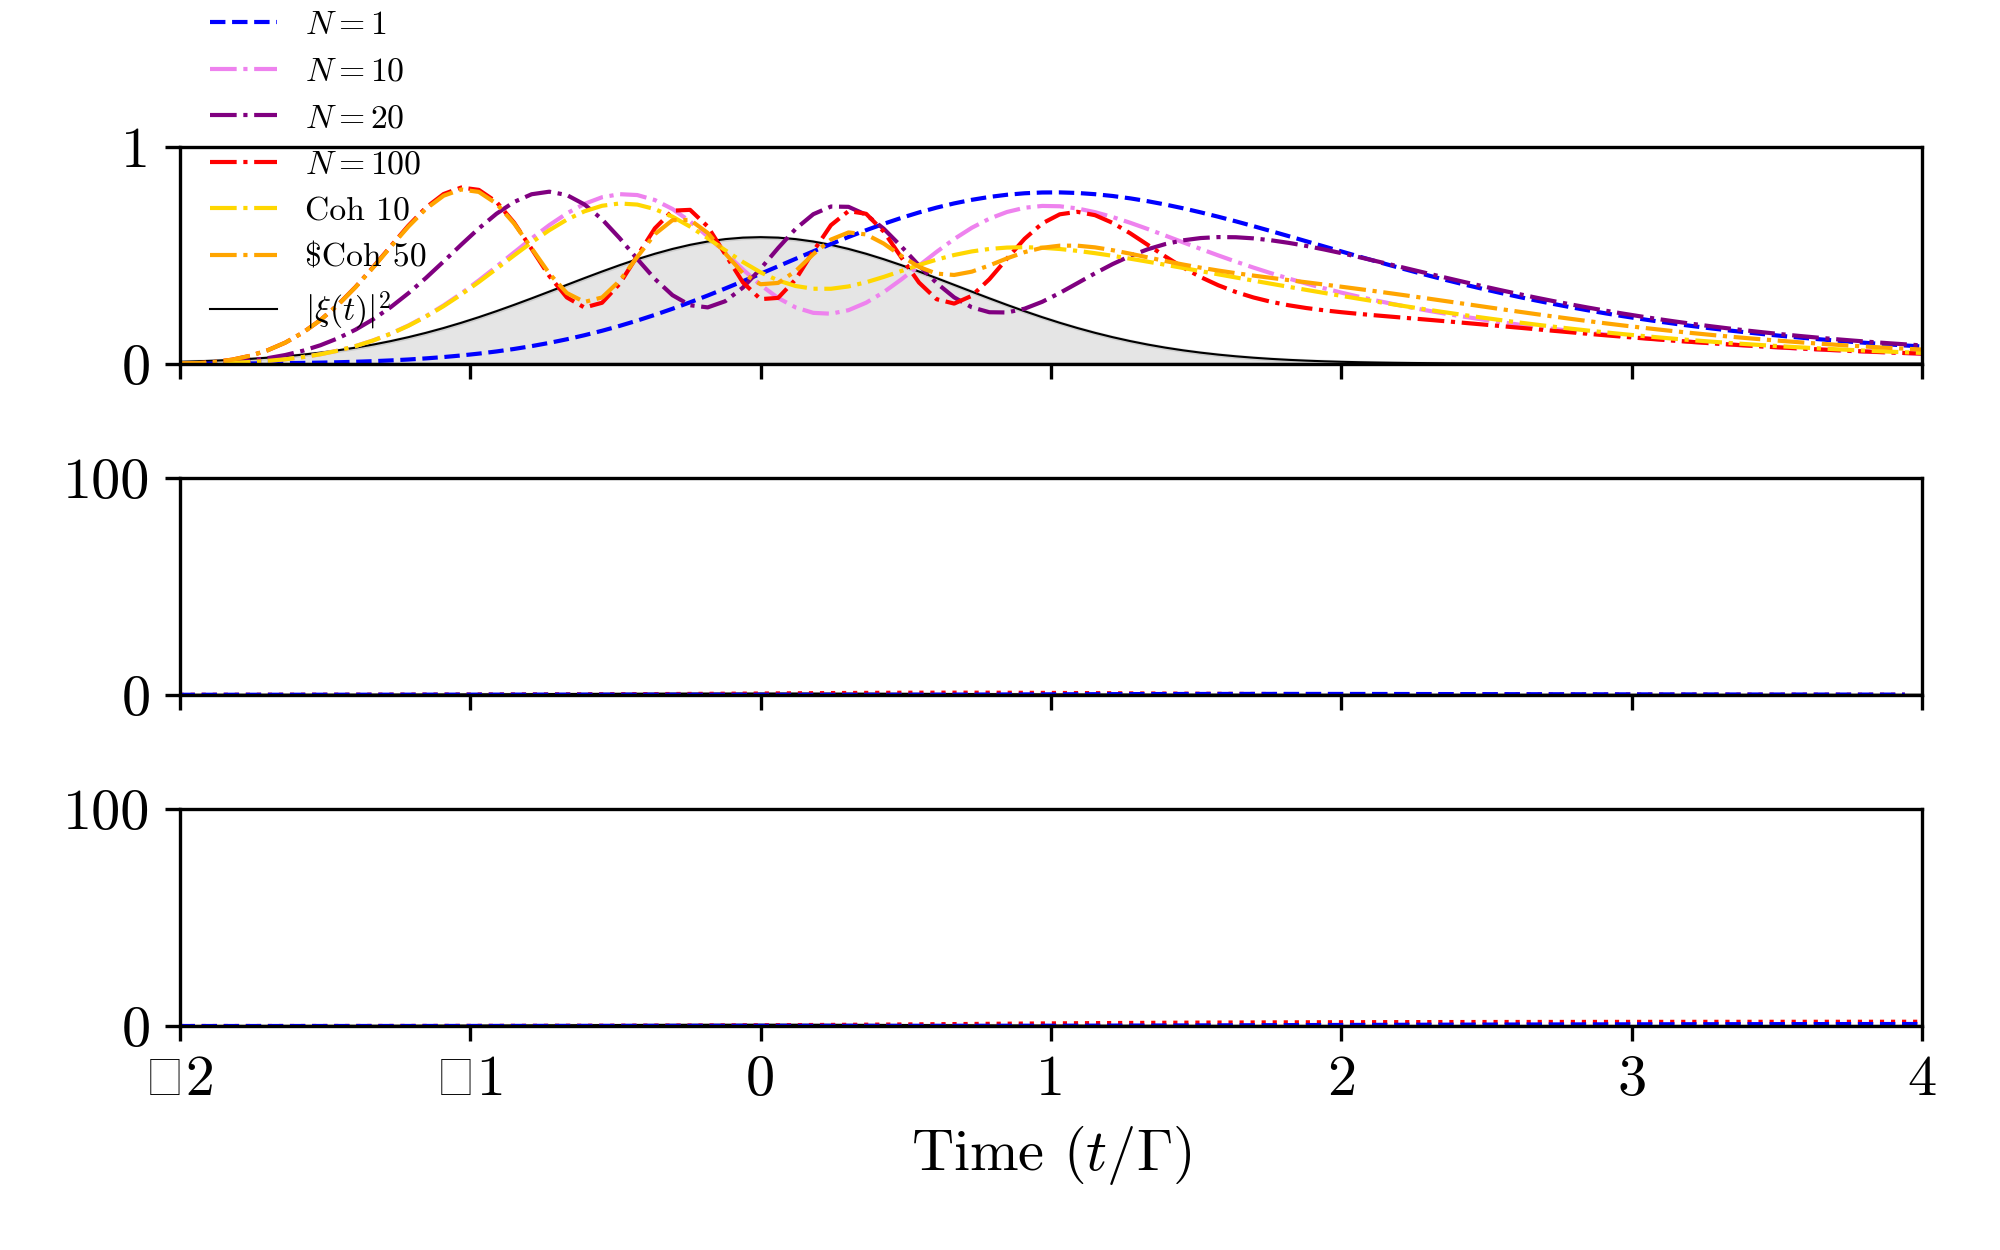 N = 1
N = 10
N = 20
1
N = 100
Coh 10
$Coh 50
|ξ(t)|²
0
100
0
100
0
□2 □1 0 1 2 3 4
Time (t/Γ)